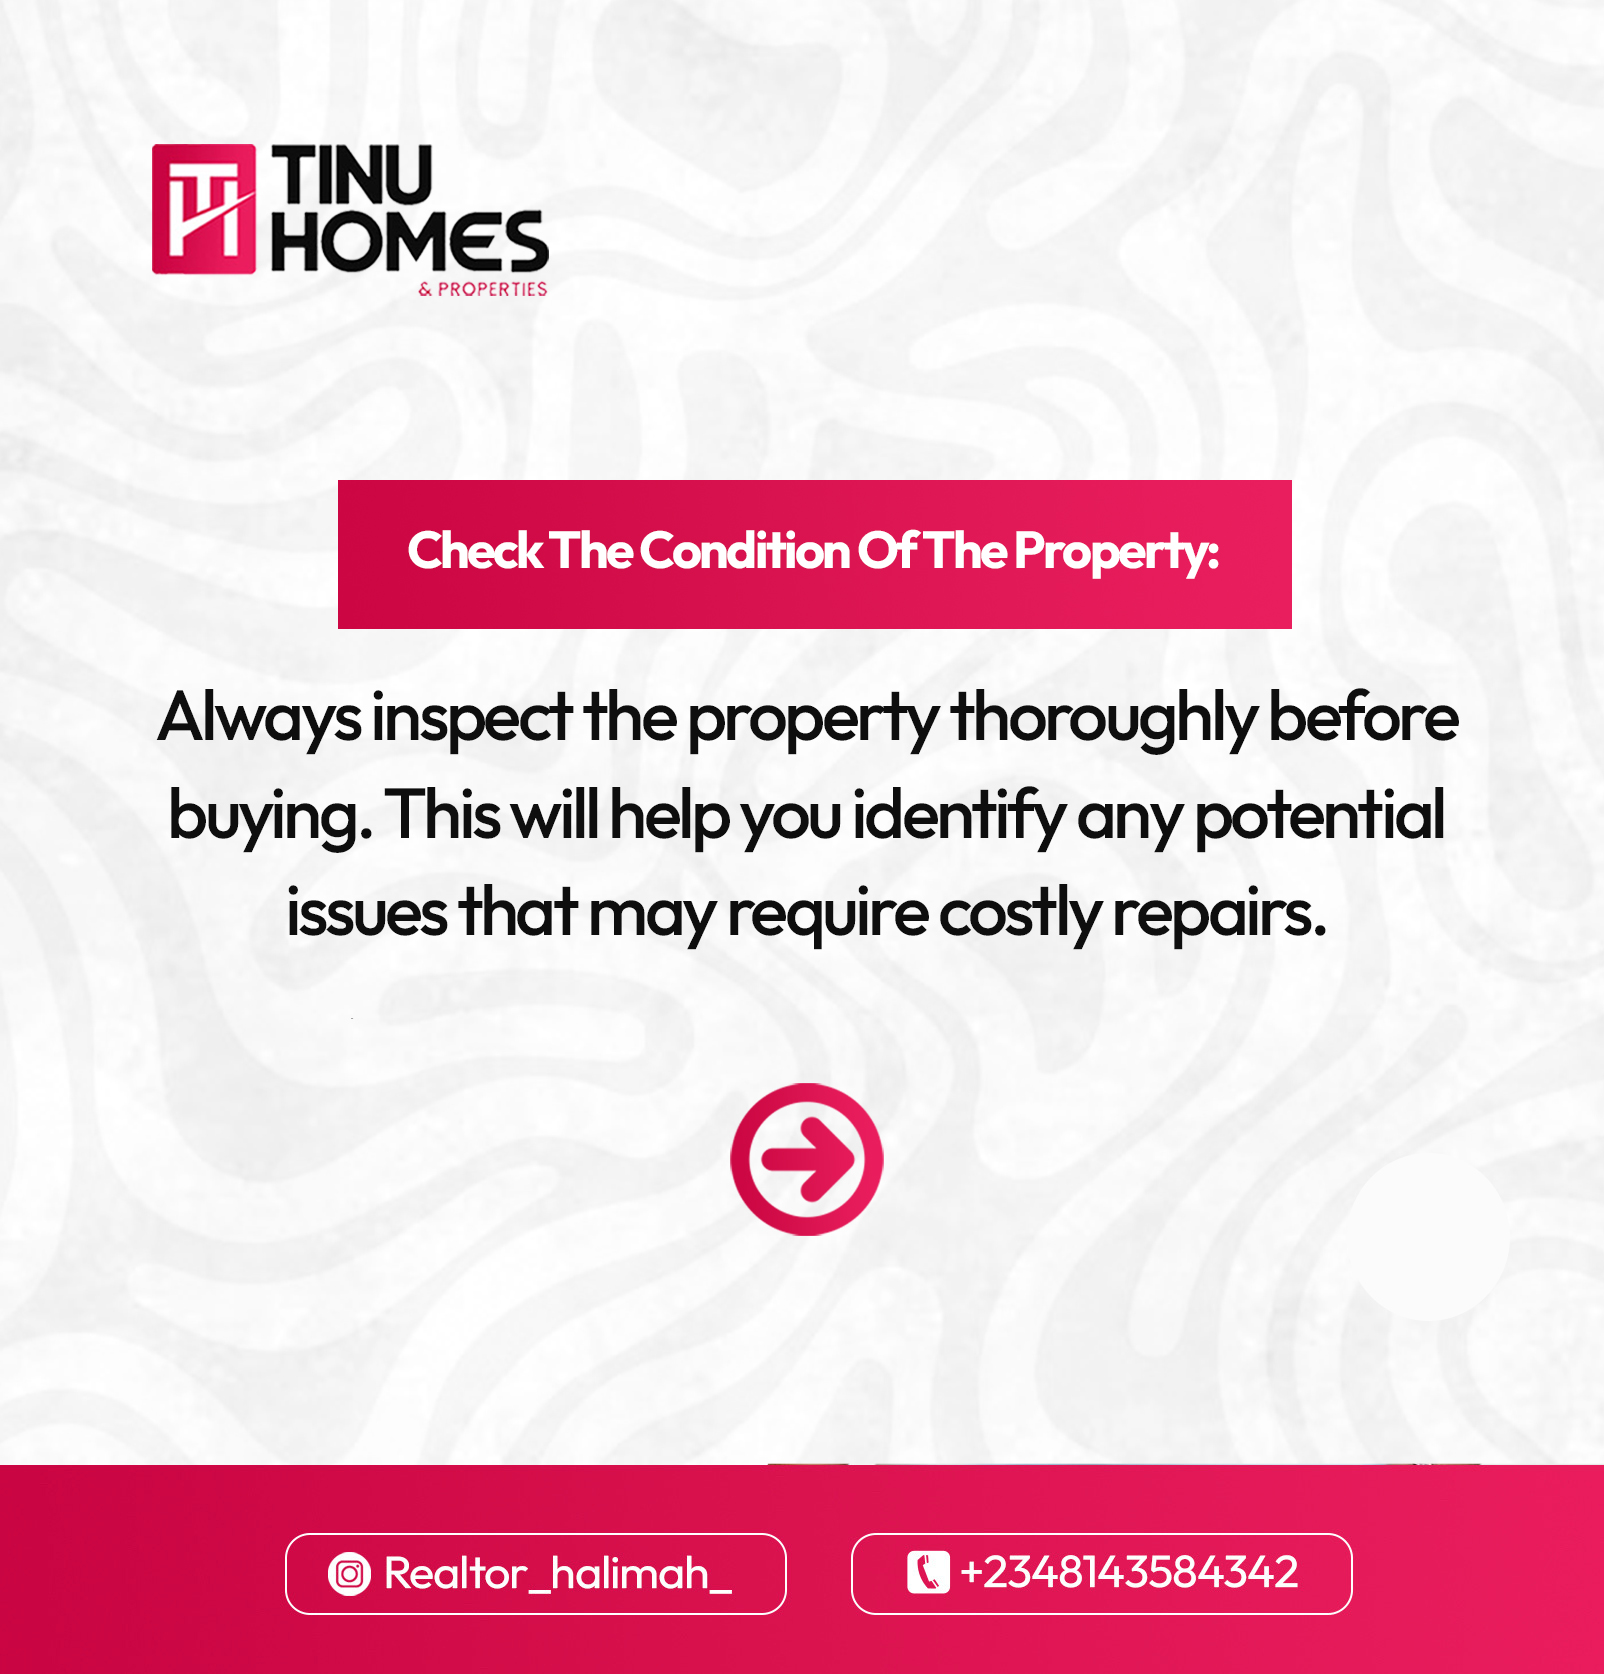 TINU
HOMES
& PROPERTIES
Check The Condition Of The Property:
Always inspect the property thoroughly before
buying. This will help you identify any potential
issues that may require costly repairs.
Realtor_halimah_
+2348143584342